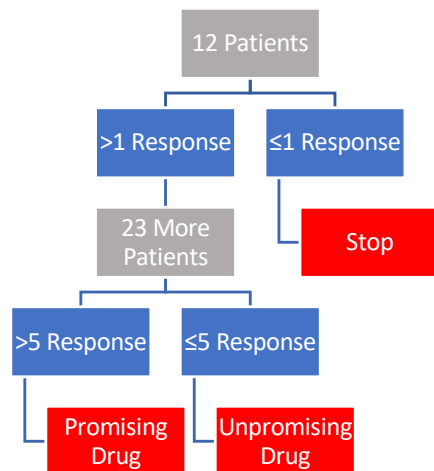 12 Patients
>1 Response
≤1 Response
23 More
Patients
Stop
>5 Response
≤5 Response
Promising
Drug
Unpromising
Drug